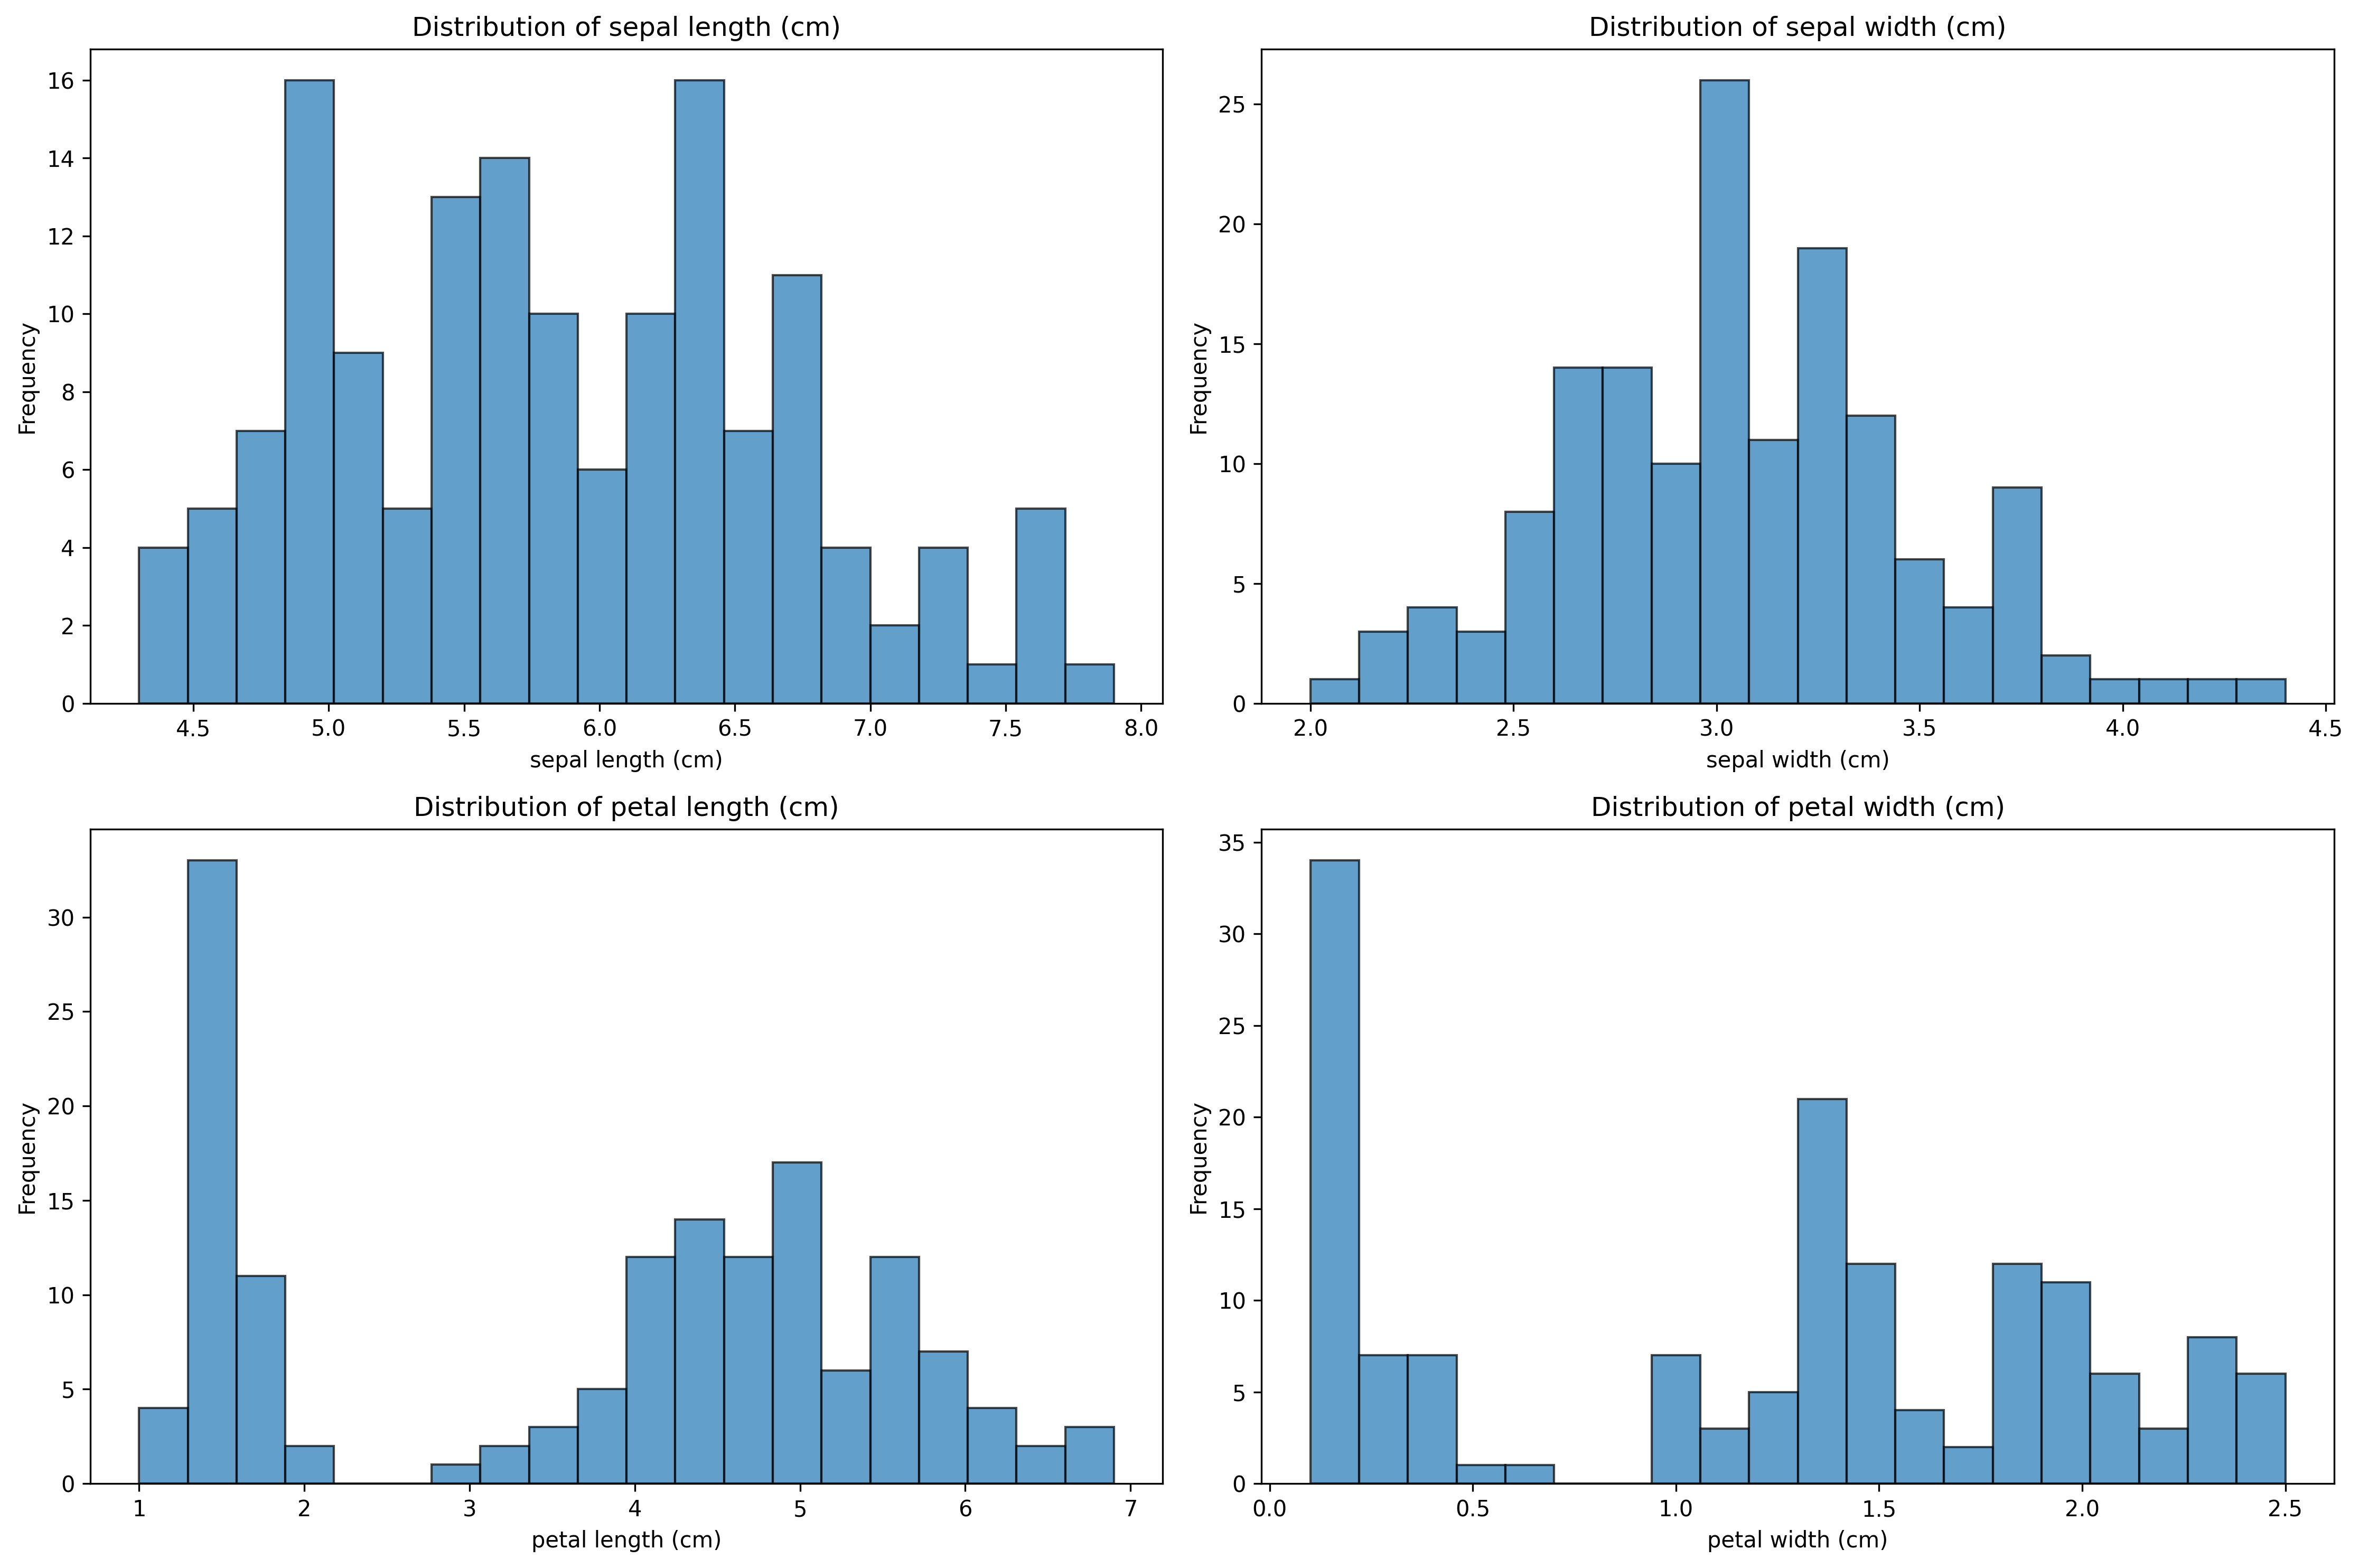 Distribution of sepal length (cm)
16
14
12
10
8
6
4
2
0
Frequency
4.5 5.0 5.5 6.0 6.5 7.0 7.5 8.0
sepal length (cm)
Distribution of sepal width (cm)
25
20
15
10
5
0
Frequency
2.0 2.5 3.0 3.5 4.0 4.5
sepal width (cm)
Distribution of petal length (cm)
30
25
20
15
10
5
0
Frequency
1 2 3 4 5 6 7
petal length (cm)
Distribution of petal width (cm)
35
30
25
20
15
10
5
0
Frequency
0.0 0.5 1.0 1.5 2.0 2.5
petal width (cm)